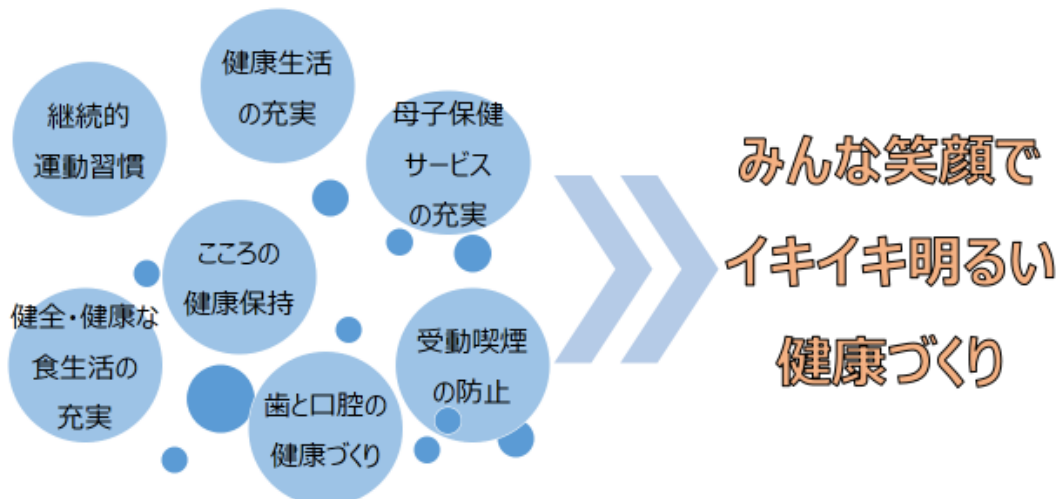 健康生活
の充実
継続的
運動習慣
母子保健
サービス
の充実
こころの
健康保持
健全・健康な
食生活の
充実
受動喫煙
の防止
歯と口腔の
健康づくり
みんな笑顔で
イキイキ明るい
健康づくり